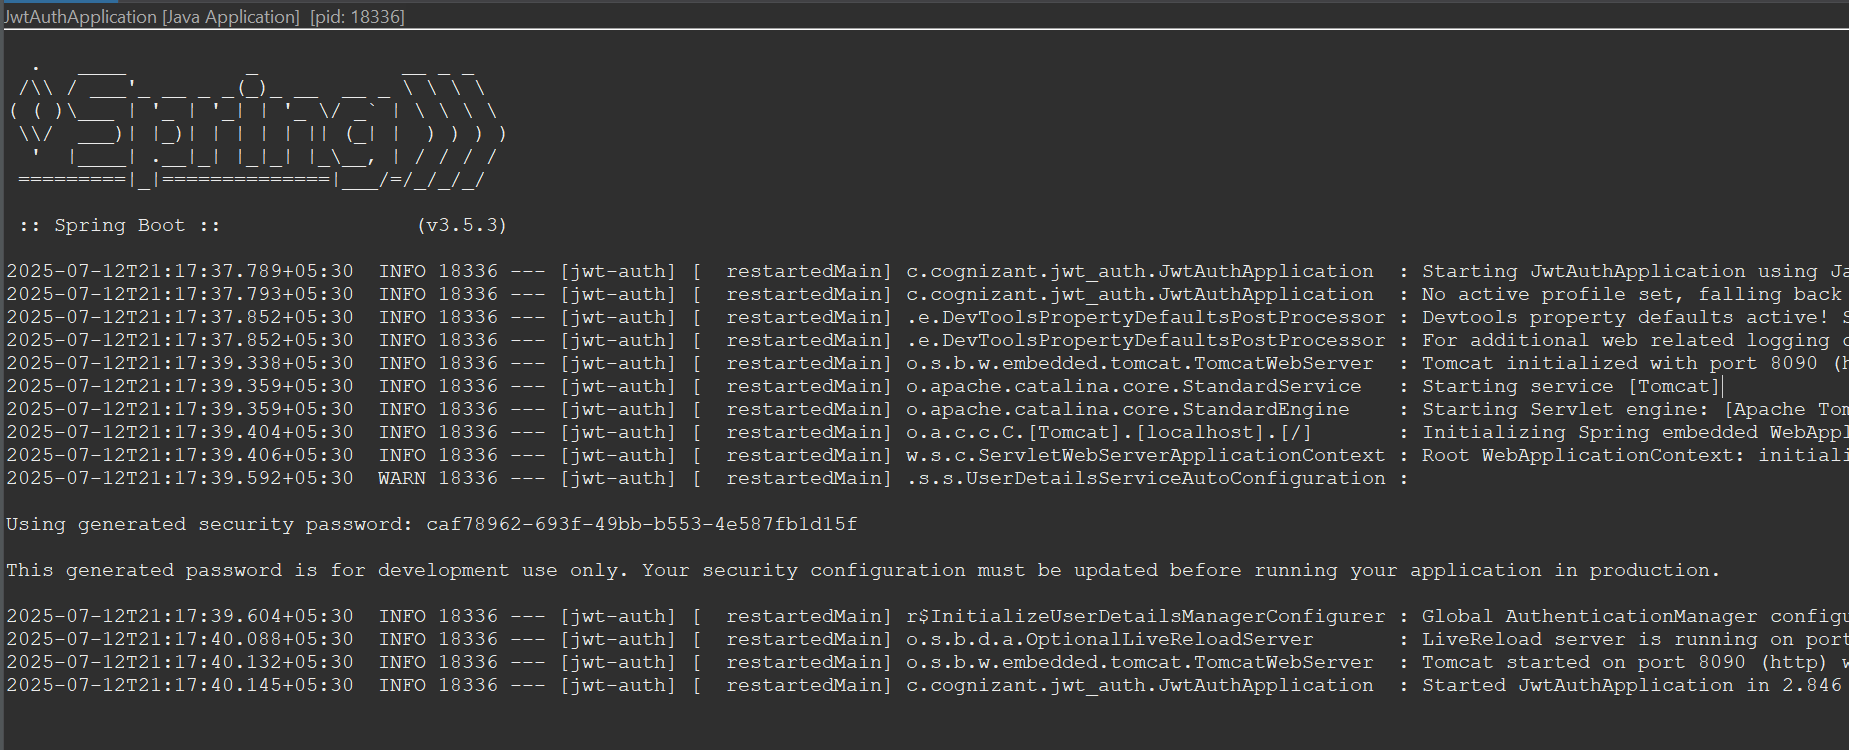 JwtAuthApplication [Java Application] [pid: 18336]
  .   ____          _            __ _ _
 /\\ / ___'_ __ _ _(_)_ __  __ _ \ \ \ \
( ( )\___ | '_ | '_| | '_ \/ _` | \ \ \ \
 \\/  ___)| |_)| | | | | || (_| |  ) ) ) )
  '  |____| .__|_| |_|_| |_\__, | / / / /
 =========|_|==============|___/=/_/_/_/
 :: Spring Boot ::                (v3.5.3)
2025-07-12T21:17:37.789+05:30  INFO 18336 --- [jwt-auth] [  restartedMain] c.cognizant.jwt_auth.JwtAuthApplication  : Starting JwtAuthApplication using Ja
2025-07-12T21:17:37.793+05:30  INFO 18336 --- [jwt-auth] [  restartedMain] c.cognizant.jwt_auth.JwtAuthApplication  : No active profile set, falling back
2025-07-12T21:17:37.852+05:30  INFO 18336 --- [jwt-auth] [  restartedMain] .e.DevToolsPropertyDefaultsPostProcessor : Devtools property defaults active! S
2025-07-12T21:17:37.852+05:30  INFO 18336 --- [jwt-auth] [  restartedMain] .e.DevToolsPropertyDefaultsPostProcessor : For additional web related logging c
2025-07-12T21:17:39.338+05:30  INFO 18336 --- [jwt-auth] [  restartedMain] o.s.b.w.embedded.tomcat.TomcatWebServer  : Tomcat initialized with port 8090 (h
2025-07-12T21:17:39.359+05:30  INFO 18336 --- [jwt-auth] [  restartedMain] o.apache.catalina.core.StandardService   : Starting service [Tomcat]
2025-07-12T21:17:39.359+05:30  INFO 18336 --- [jwt-auth] [  restartedMain] o.apache.catalina.core.StandardEngine    : Starting Servlet engine: [Apache Tom
2025-07-12T21:17:39.404+05:30  INFO 18336 --- [jwt-auth] [  restartedMain] o.a.c.c.C.[Tomcat].[localhost].[/]       : Initializing Spring embedded WebAppl
2025-07-12T21:17:39.406+05:30  INFO 18336 --- [jwt-auth] [  restartedMain] w.s.c.ServletWebServerApplicationContext : Root WebApplicationContext: initiali
2025-07-12T21:17:39.592+05:30  WARN 18336 --- [jwt-auth] [  restartedMain] .s.s.UserDetailsServiceAutoConfiguration :
Using generated security password: caf78962-693f-49bb-b553-4e587fb1d15f
This generated password is for development use only. Your security configuration must be updated before running your application in production.
2025-07-12T21:17:39.604+05:30  INFO 18336 --- [jwt-auth] [  restartedMain] r$InitializeUserDetailsManagerConfigurer : Global AuthenticationManager configu
2025-07-12T21:17:40.088+05:30  INFO 18336 --- [jwt-auth] [  restartedMain] o.s.b.d.a.OptionalLiveReloadServer       : LiveReload server is running on port
2025-07-12T21:17:40.132+05:30  INFO 18336 --- [jwt-auth] [  restartedMain] o.s.b.w.embedded.tomcat.TomcatWebServer  : Tomcat started on port 8090 (http) w
2025-07-12T21:17:40.145+05:30  INFO 18336 --- [jwt-auth] [  restartedMain] c.cognizant.jwt_auth.JwtAuthApplication  : Started JwtAuthApplication in 2.846